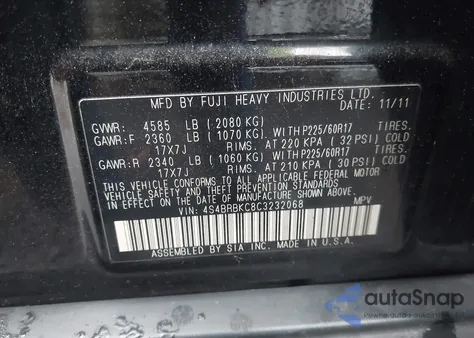 MFD BY FUJI HEAVY INDUSTRIES LTD.
DATE: 11/11
GVWR: 4585 LB (2080 KG)
GAWR:F 2360 LB (1070 KG) WITH P225/60R17 TIRES.
17X7J RIMS. AT 220 KPA (32 PSI) COLD
GAWR:R 2340 LB (1060 KG) WITH P225/60R17 TIRES.
17X7J RIMS. AT 210 KPA (30 PSI) COLD
THIS VEHICLE CONFORMS TO ALL APPLICABLE FEDERAL MOTOR
VEHICLE SAFETY, BUMPER AND THEFT PREVENTION
STANDARDS IN EFFECT ON THE DATE OF
MANUFACTURE SHOWN ABOVE.
VIN: 4S4BRBKC8C3232068 MPV
ASSEMBLED BY SIA INC. MADE IN U.S.A.
autoSnap